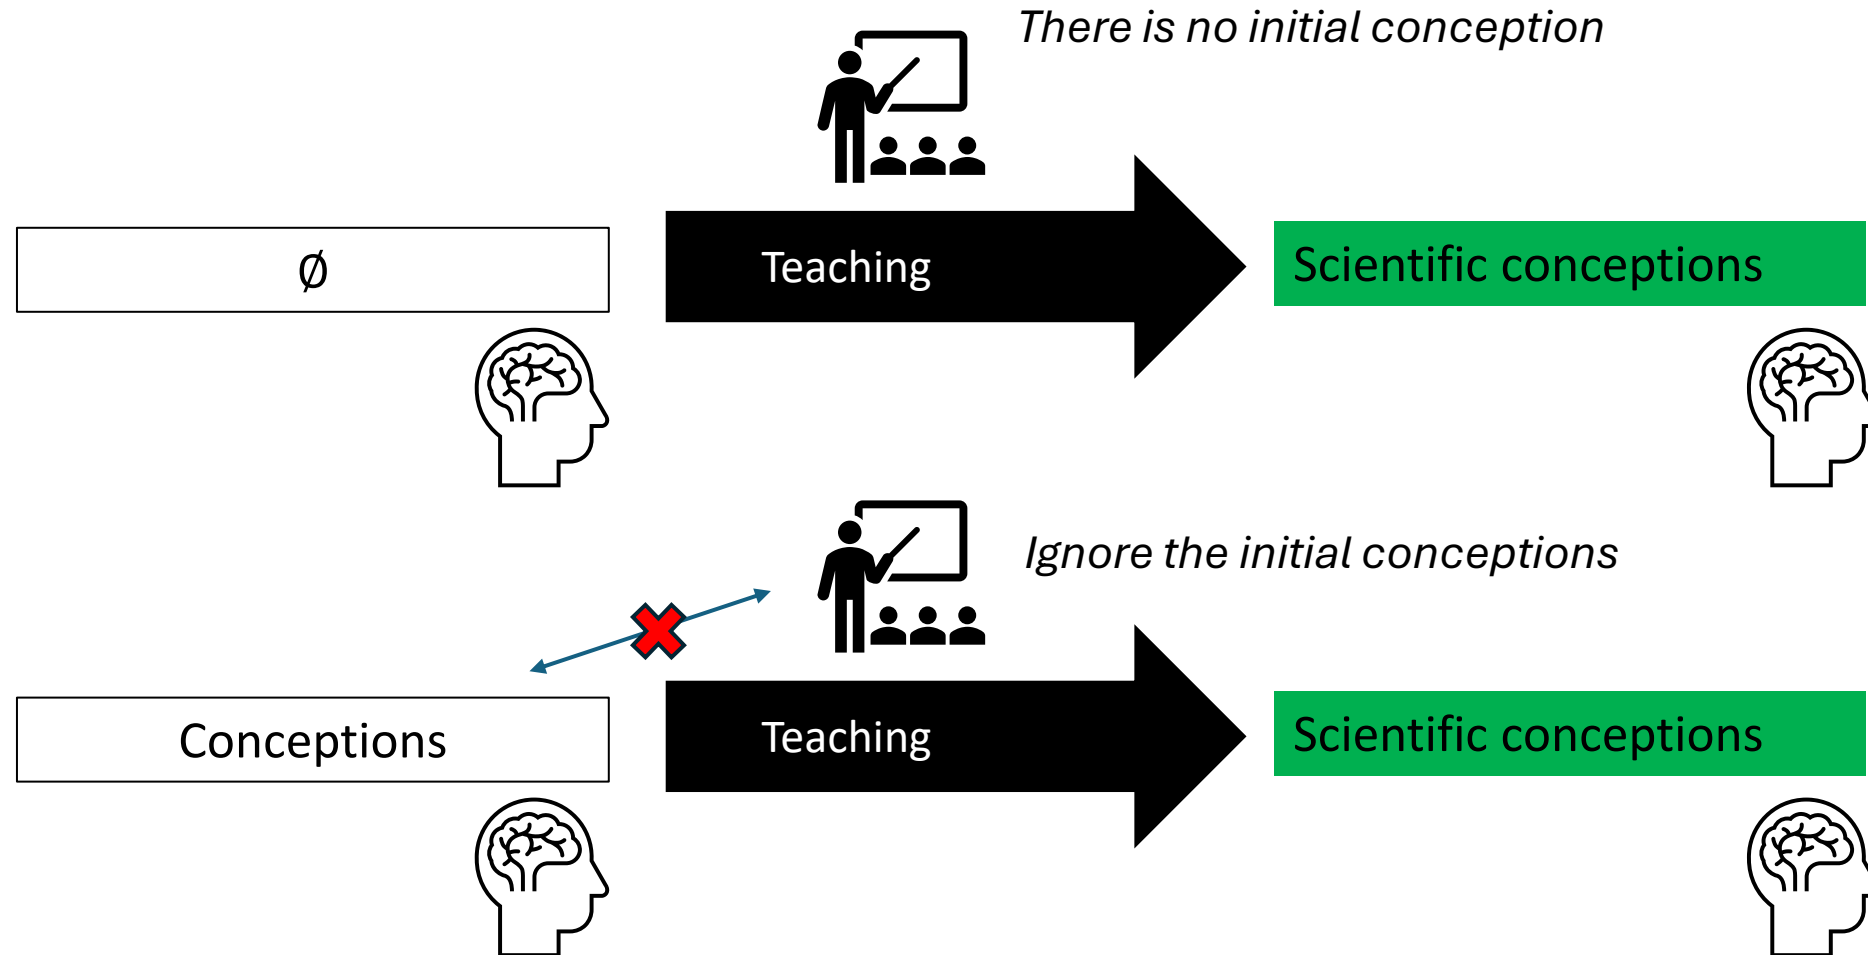 There is no initial conception
Ø
Teaching
Scientific conceptions
Ignore the initial conceptions
Conceptions
Teaching
Scientific conceptions